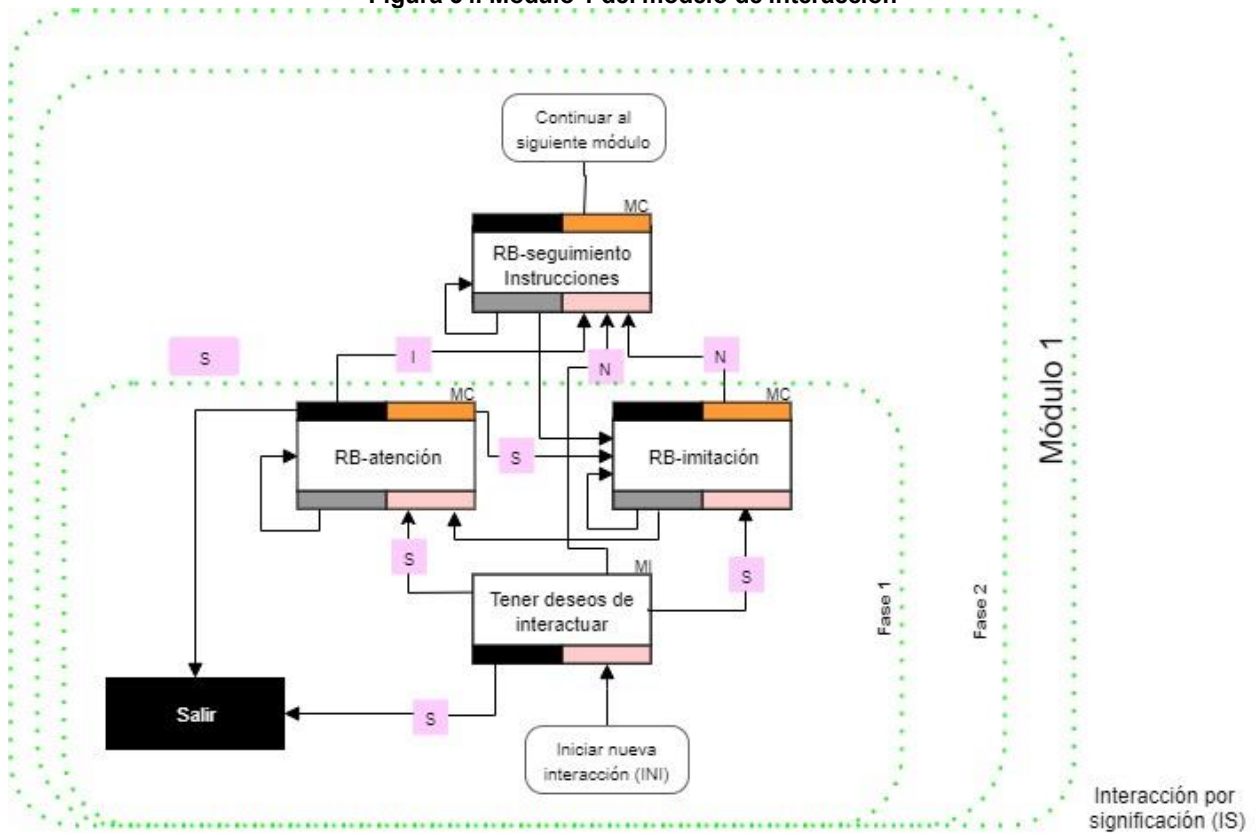 Figura 34. Módulo 1 del modelo de interacción
Continuar al
siguiente módulo
MC
RB-seguimiento
Instrucciones
S
I
N
N
MC
MC
RB-atención
S
RB-imitación
S
S
MI
Tener deseos de
interactuar
Salir
S
Iniciar nueva
interacción (INI)
Fase 1
Fase 2
Módulo 1
Interacción por
significación (IS)